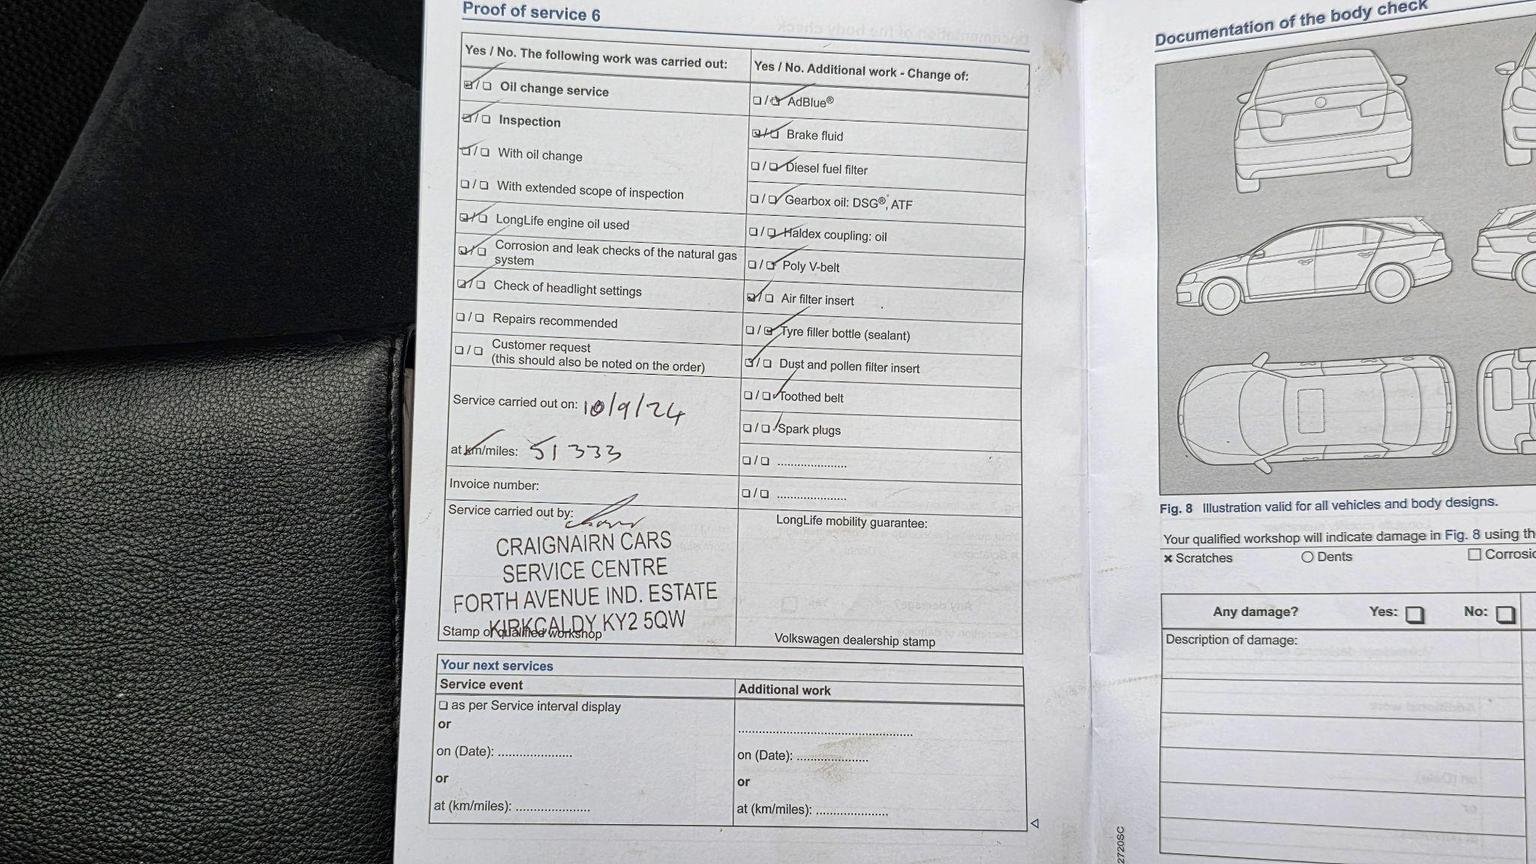 Proof of service 6
Yes / No. The following work was carried out:
☑/☐ Oil change service
☑/☐ Inspection
☑/☐ With oil change
☐/☐ With extended scope of inspection
☑/☐ LongLife engine oil used
☑/☐ Corrosion and leak checks of the natural gas
system
☑/☐ Check of headlight settings
☐/☐ Repairs recommended
☐/☐ Customer request
(this should also be noted on the order)
Service carried out on: 10/9/24
at km/miles: 51333
Invoice number:
Service carried out by:
CRAIGNAIRN CARS
SERVICE CENTRE
FORTH AVENUE IND. ESTATE
KIRKCALDY KY2 5QW
Stamp of qualified workshop
Yes / No. Additional work - Change of:
☐/☑ AdBlue®
☑/☐ Brake fluid
☐/☑ Diesel fuel filter
☐/☑ Gearbox oil: DSG®, ATF
☐/☑ Haldex coupling: oil
☐/☑ Poly V-belt
☑/☐ Air filter insert
☐/☑ Tyre filler bottle (sealant)
☑/☐ Dust and pollen filter insert
☐/☑ Toothed belt
☐/☑ Spark plugs
☐/☐ ......................
☐/☐ ......................
LongLife mobility guarantee:
Volkswagen dealership stamp
Your next services
Service event
☐ as per Service interval display
or
on (Date): ......................
or
at (km/miles): ......................
Additional work
..................................................
on (Date): .....................
or
at (km/miles): .....................
Documentation of the body check
Fig. 8 Illustration valid for all vehicles and body designs.
Your qualified workshop will indicate damage in Fig. 8 using
× Scratches
○ Dents
☐
Any damage? Yes: ☐ No: ☐
Description of damage:
2720SC